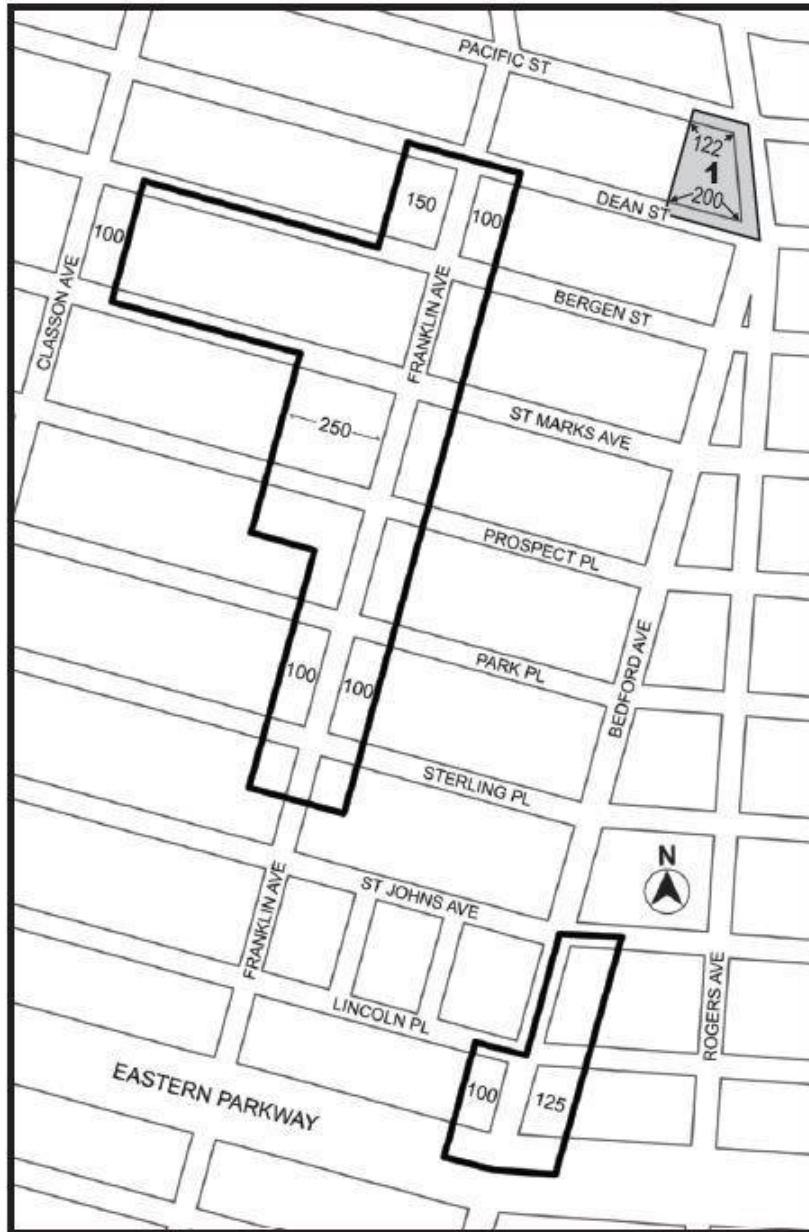 PACIFIC ST
122
1
200
DEAN ST
150
100
100
CLASSON AVE
FRANKLIN AVE
BERGEN ST
250
ST MARKS AVE
PROSPECT PL
PARK PL
100
100
BEDFORD AVE
STERLING PL
N
ST JOHNS AVE
FRANKLIN AVE
LINCOLN PL
ROGERS AVE
EASTERN PARKWAY
100
125